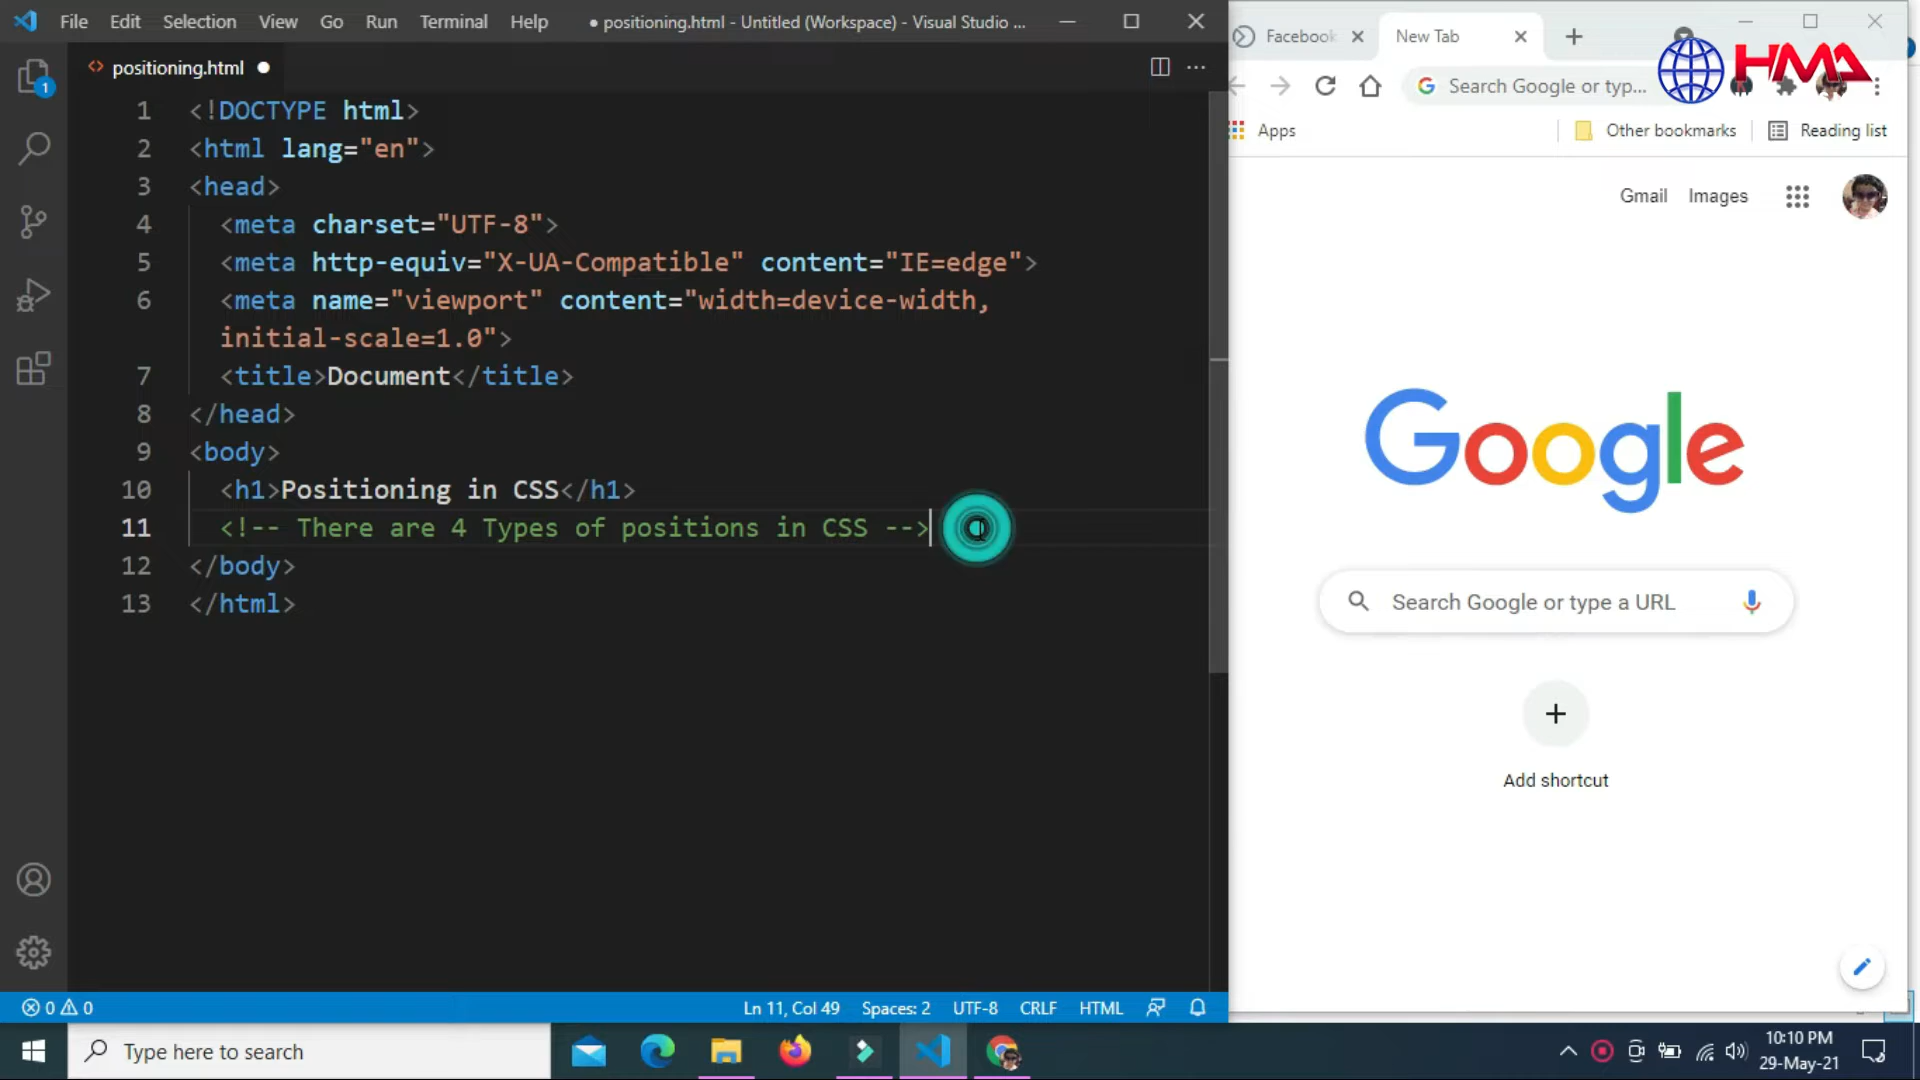 File Edit Selection View Go Run Terminal Help ● positioning.html - Untitled (Workspace) - Visual Studio ...
positioning.html
1 <!DOCTYPE html>
2 <html lang="en">
3 <head>
4 <meta charset="UTF-8">
5 <meta http-equiv="X-UA-Compatible" content="IE=edge">
6 <meta name="viewport" content="width=device-width,
initial-scale=1.0">
7 <title>Document</title>
8 </head>
9 <body>
10 <h1>Positioning in CSS</h1>
11 <!-- There are 4 Types of positions in CSS -->
12 </body>
13 </html>
1
0 0
Ln 11, Col 49 Spaces: 2 UTF-8 CRLF HTML
Facebook New Tab
HMA
Search Google or typ...
Apps Other bookmarks Reading list
Gmail Images
Google
Search Google or type a URL
Add shortcut
Type here to search
10:10 PM
29-May-21